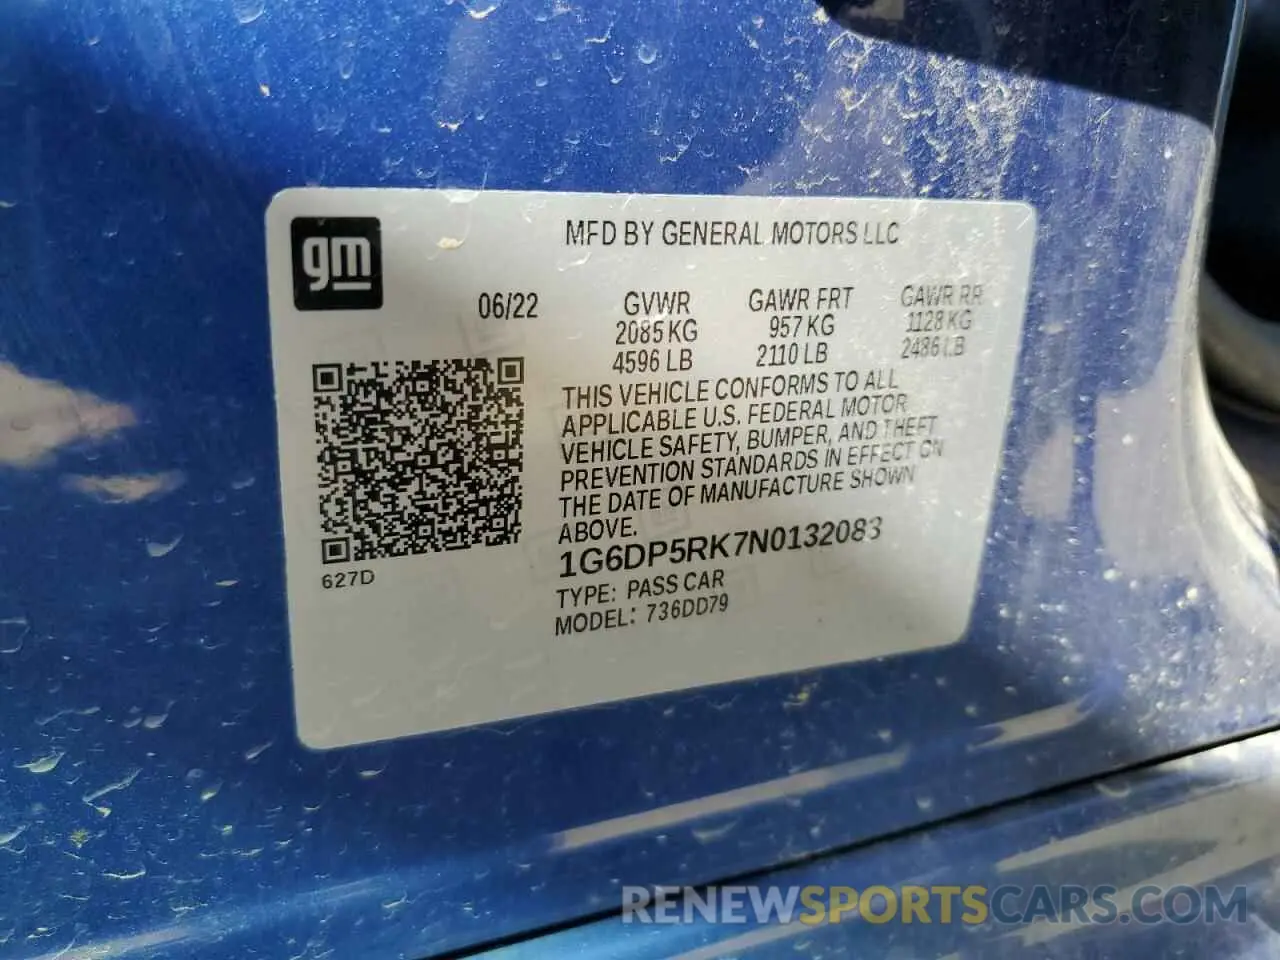 gm
MFD BY GENERAL MOTORS LLC
06/22 GVWR GAWR FRT GAWR RR
2085 KG 957 KG 1128 KG
4596 LB 2110 LB 2486 LB
THIS VEHICLE CONFORMS TO ALL
APPLICABLE U.S. FEDERAL MOTOR
VEHICLE SAFETY, BUMPER, AND THEFT
PREVENTION STANDARDS IN EFFECT ON
THE DATE OF MANUFACTURE SHOWN
ABOVE.
1G6DP5RK7N0132083
TYPE: PASS CAR
MODEL: 736DD79
627D
RENEWSPORTSCARS.COM